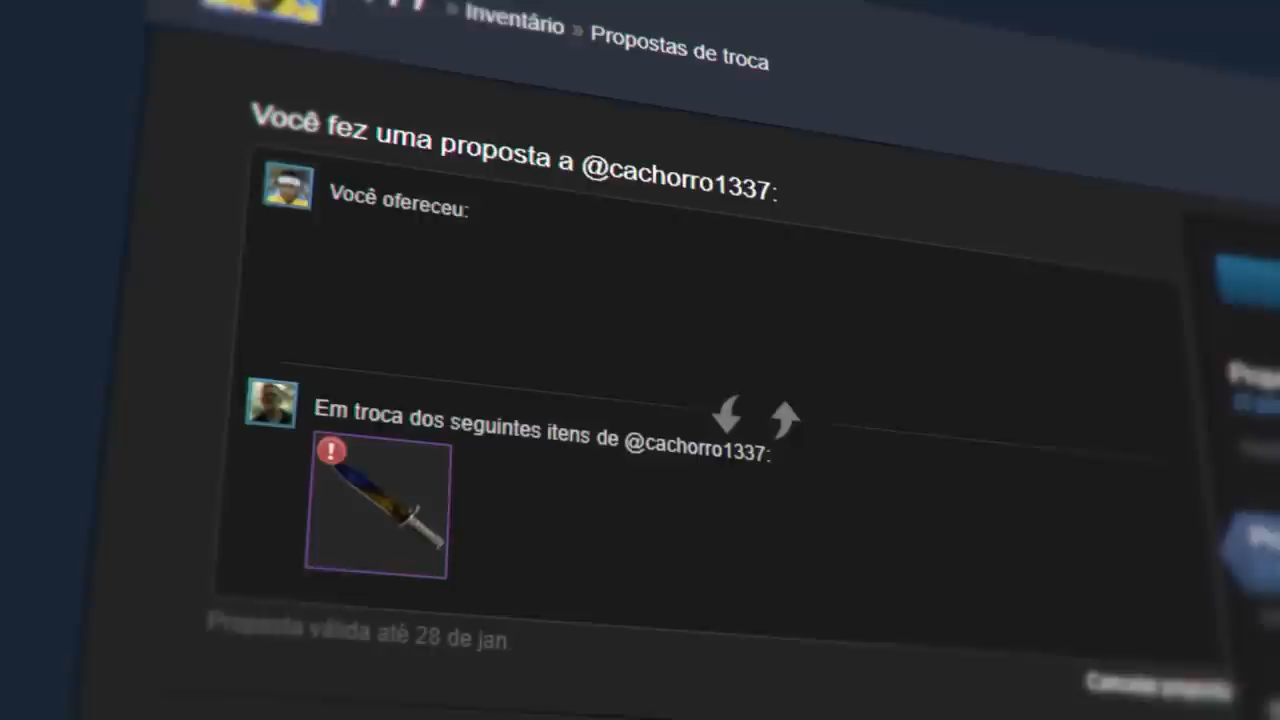 » Inventário » Propostas de troca
Você fez uma proposta a @cachorro1337:
Você ofereceu:
Em troca dos seguintes itens de @cachorro1337:
!
Proposta válida até 28 de jan.